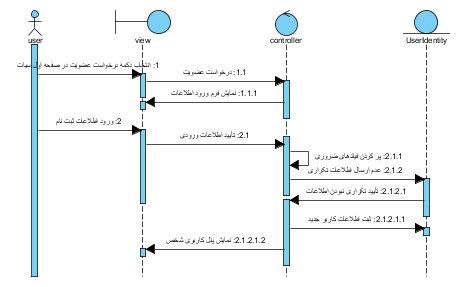 user
view
controller
UserIdentity
1: انتخاب دکمه درخواست عضویت در صفحه اول سایت
1.1: درخواست عضویت
1.1.1: نمایش فرم ورود اطلاعات
2: ورود اطلاعات ثبت نام
2.1: تأیید اطلاعات ورودی
2.1.1: پر کردن فیلدهای ضروری
2.1.2: عدم ارسال اطلاعات تکراری
2.1.2.1: تأیید تکراری نبودن اطلاعات
2.1.2.1.1: ثبت اطلاعات کاربر جدید
2.1.2.1.2: نمایش پنل کاربری شخص